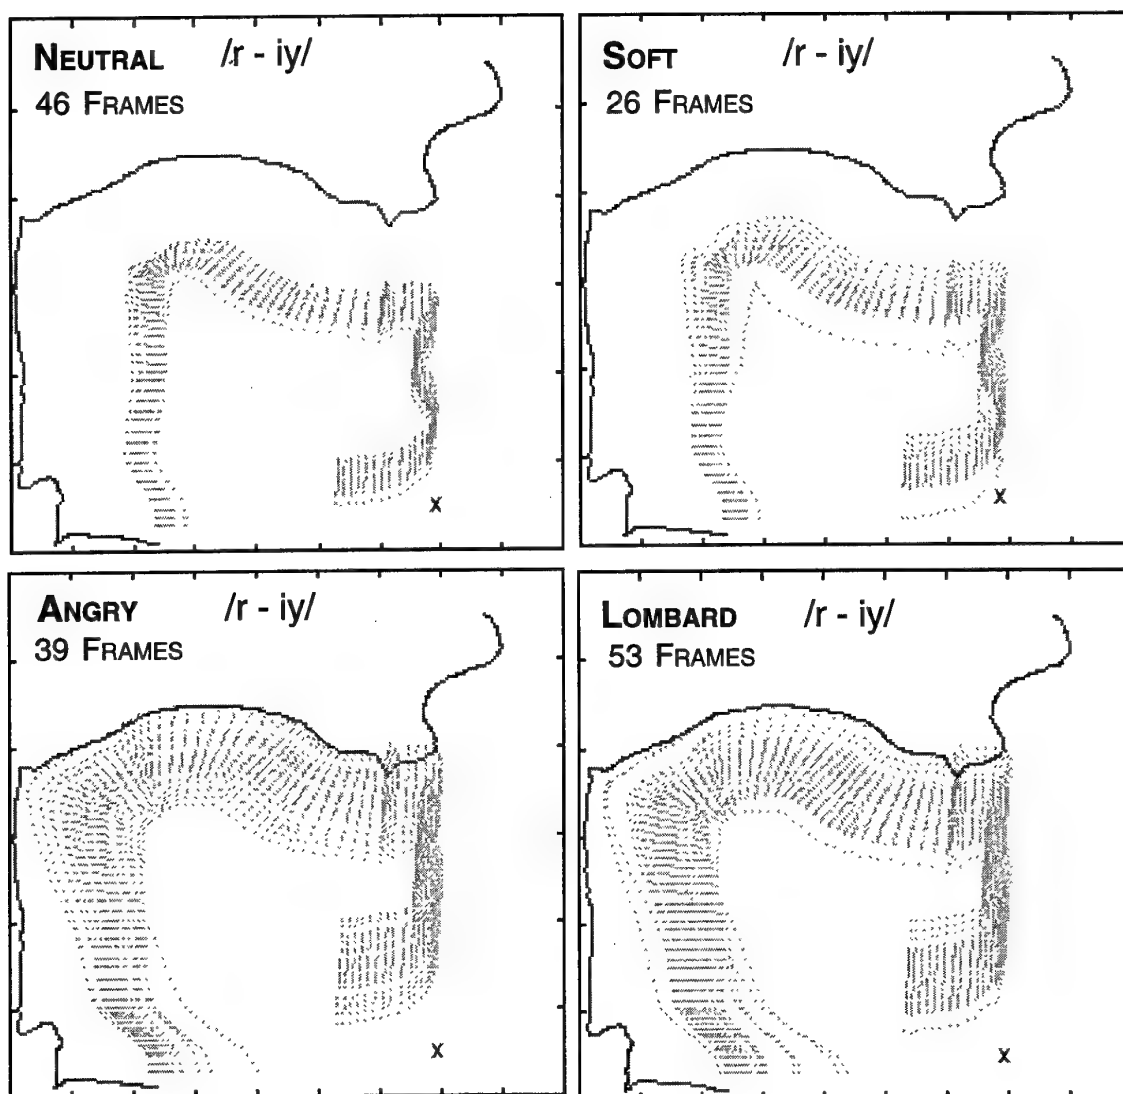 NEUTRAL /r - iy/
46 FRAMES
x
SOFT /r - iy/
26 FRAMES
x
ANGRY /r - iy/
39 FRAMES
x
LOMBARD /r - iy/
53 FRAMES
x